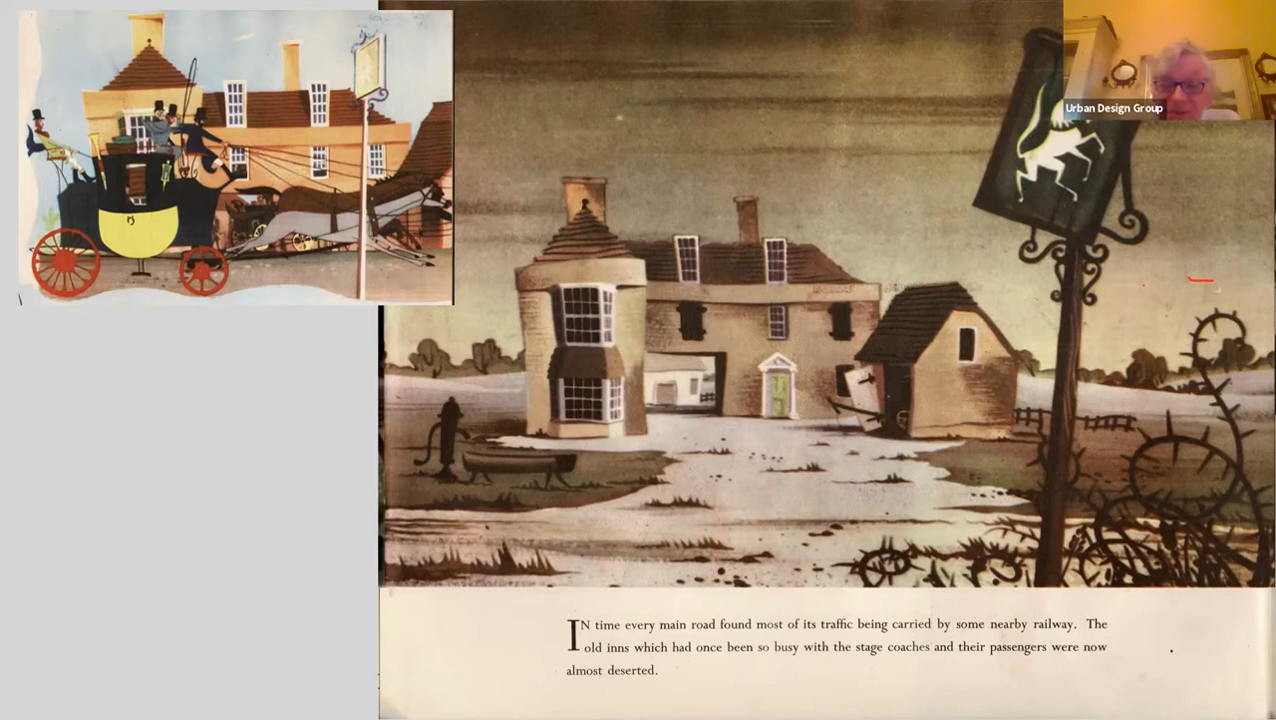 Urban Design Group
IN time every main road found most of its traffic being carried by some nearby railway. The
old inns which had once been so busy with the stage coaches and their passengers were now
almost deserted.